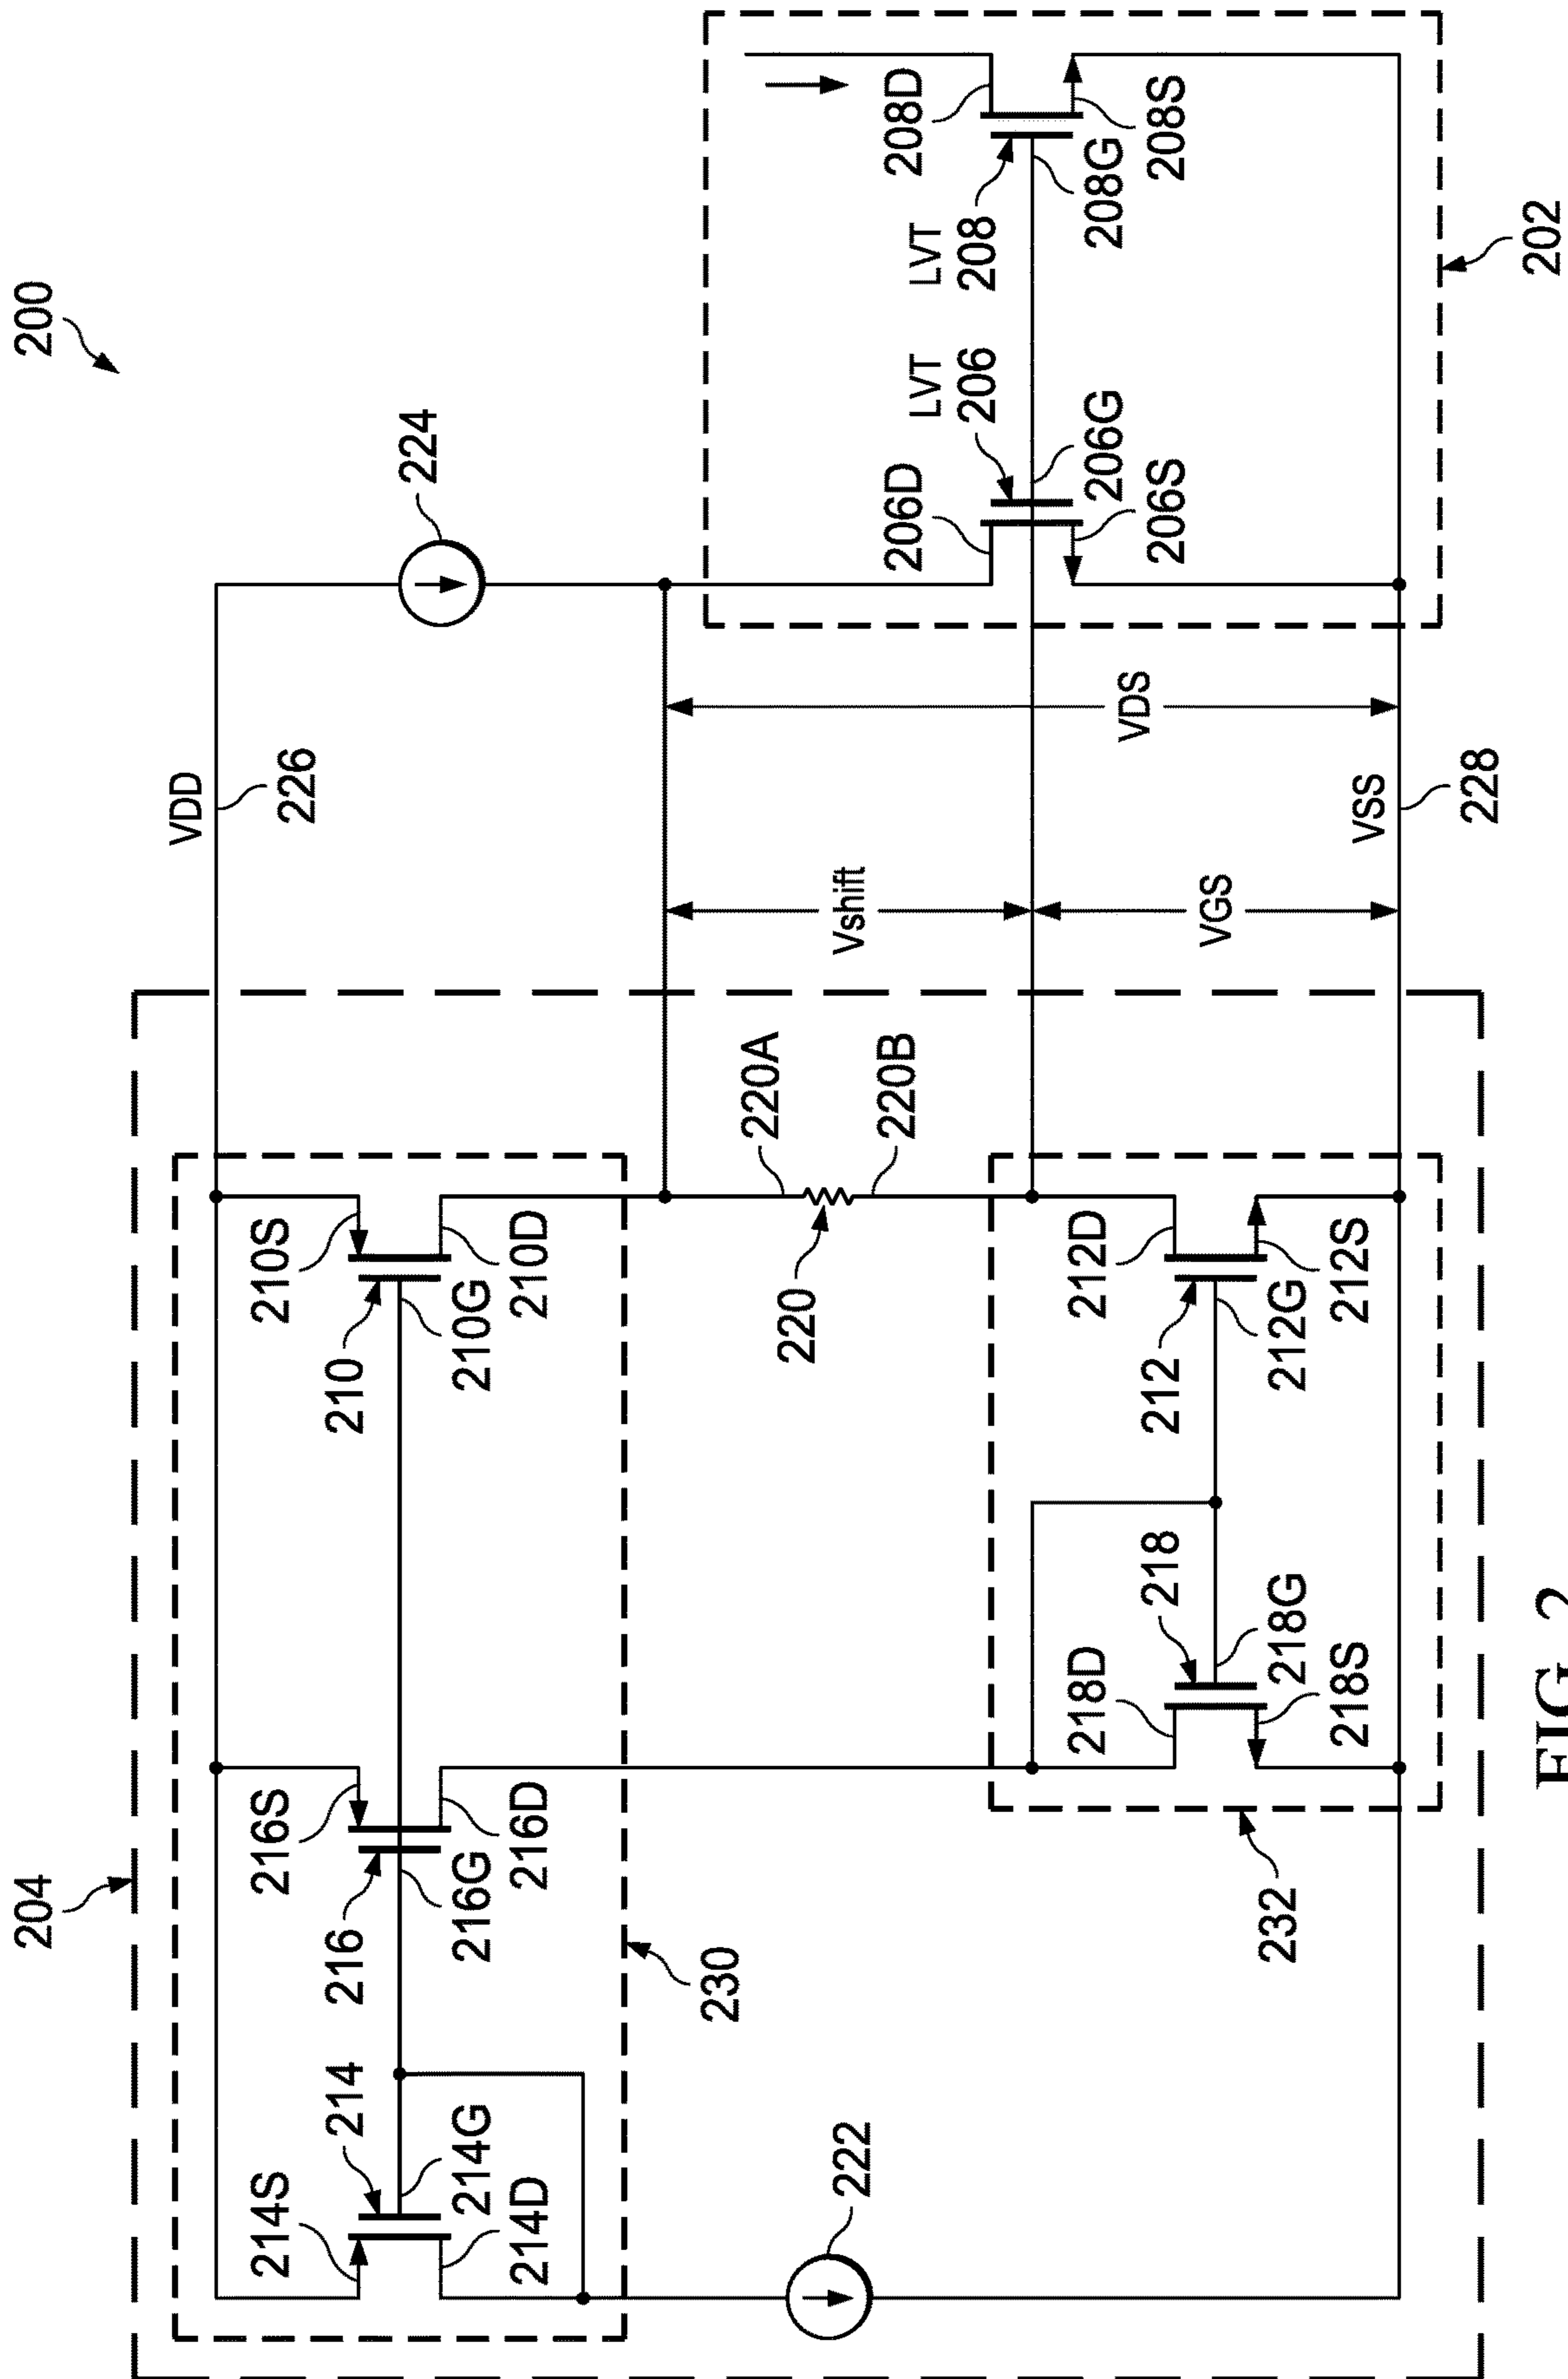 200
204
VDD
226
224
214S
214
214G
214D
216S
216
216G
216D
210S
210
210G
210D
230
222
220A
220
220B
Vshift
VGS
VDS
VSS
228
218D
218
218G
218S
212D
212
212G
212S
232
206D
LVT
206
206G
206S
208D
LVT
208
208G
208S
202
FIG. 2